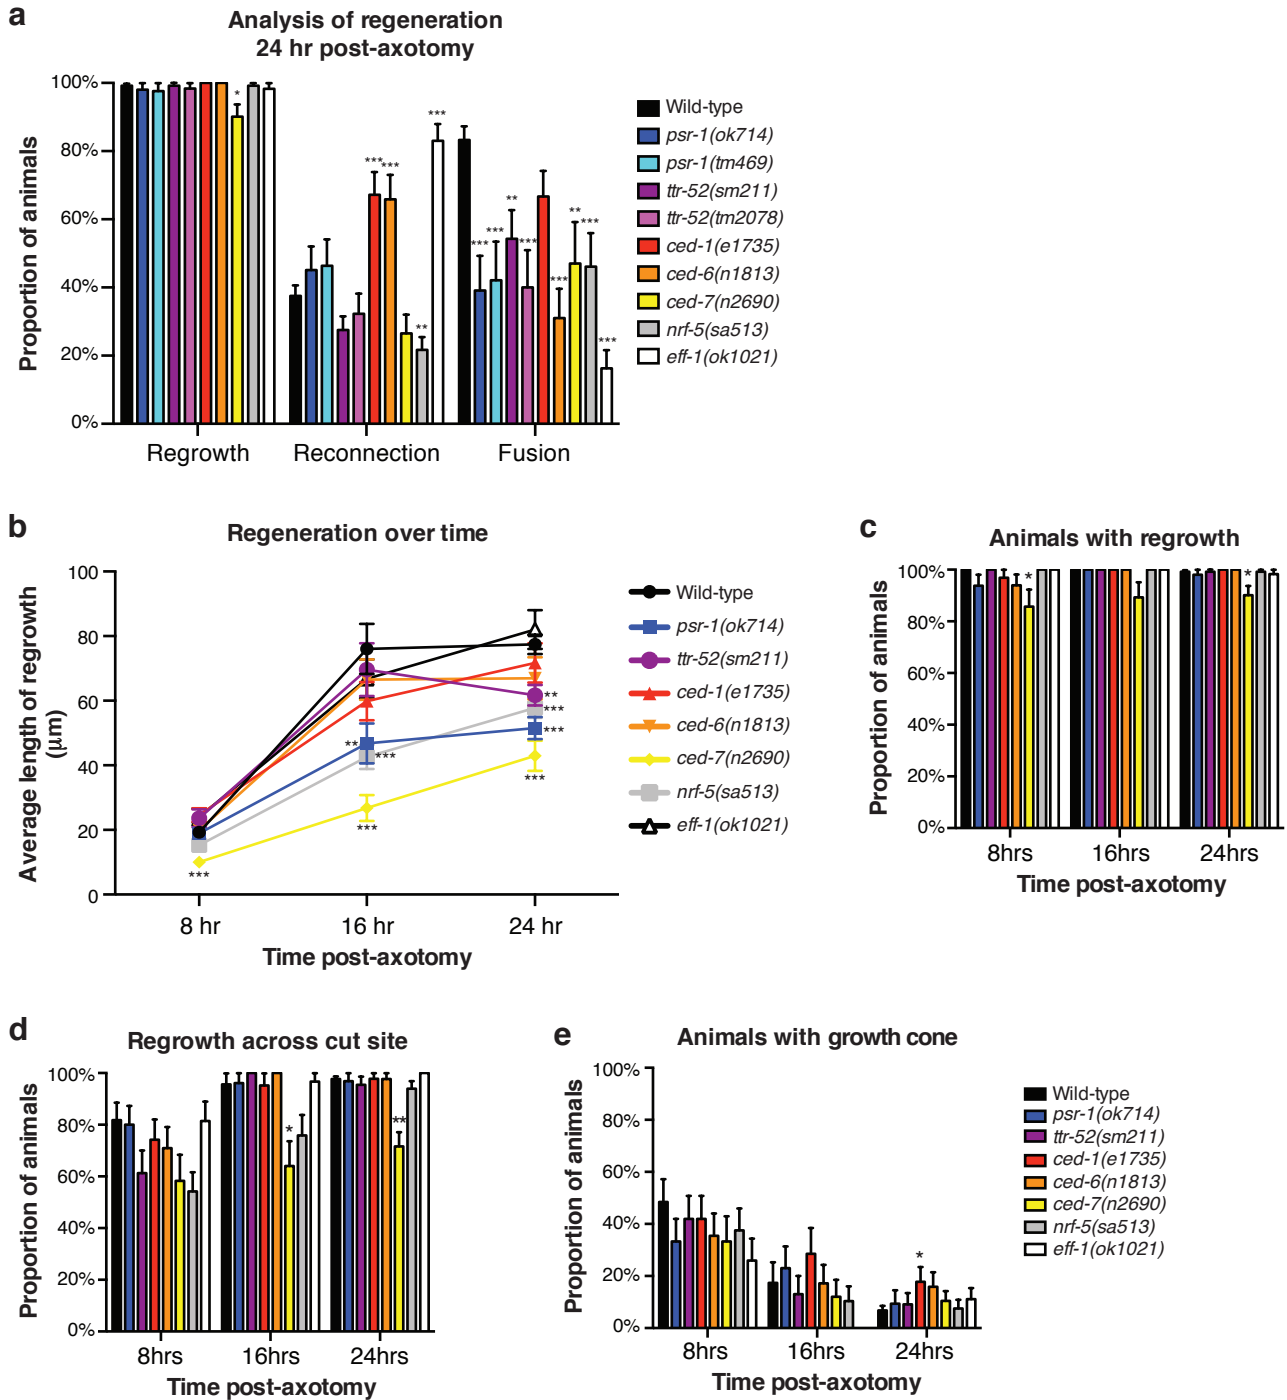 a
Analysis of regeneration
24 hr post-axotomy
Proportion of animals
100%
80%
60%
40%
20%
0%
*
***
***
**
***
***
***
**
***
***
**
***
***
Regrowth
Reconnection
Fusion
Wild-type
psr-1(ok714)
psr-1(tm469)
ttr-52(sm211)
ttr-52(tm2078)
ced-1(e1735)
ced-6(n1813)
ced-7(n2690)
nrf-5(sa513)
eff-1(ok1021)
b
Regeneration over time
Average length of regrowth
(µm)
100
80
60
40
20
0
***
**
***
***
**
***
***
***
8 hr
16 hr
24 hr
Time post-axotomy
Wild-type
psr-1(ok714)
ttr-52(sm211)
ced-1(e1735)
ced-6(n1813)
ced-7(n2690)
nrf-5(sa513)
eff-1(ok1021)
c
Animals with regrowth
Proportion of animals
100%
80%
60%
40%
20%
0%
*
*
8hrs
16hrs
24hrs
Time post-axotomy
d
Regrowth across cut site
Proportion of animals
100%
80%
60%
40%
20%
0%
*
**
8hrs
16hrs
24hrs
Time post-axotomy
e
Animals with growth cone
Proportion of animals
100%
80%
60%
40%
20%
0%
*
8hrs
16hrs
24hrs
Time post-axotomy
Wild-type
psr-1(ok714)
ttr-52(sm211)
ced-1(e1735)
ced-6(n1813)
ced-7(n2690)
nrf-5(sa513)
eff-1(ok1021)